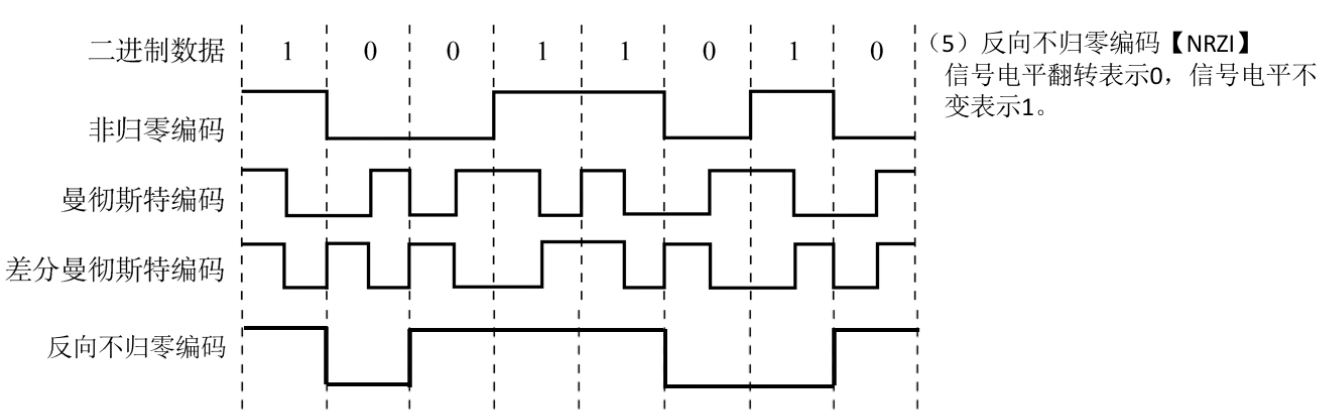 二进制数据 1 0 0 1 1 0 1 0
非归零编码
曼彻斯特编码
差分曼彻斯特编码
反向不归零编码
（5）反向不归零编码【NRZI】
信号电平翻转表示0，信号电平不
变表示1。